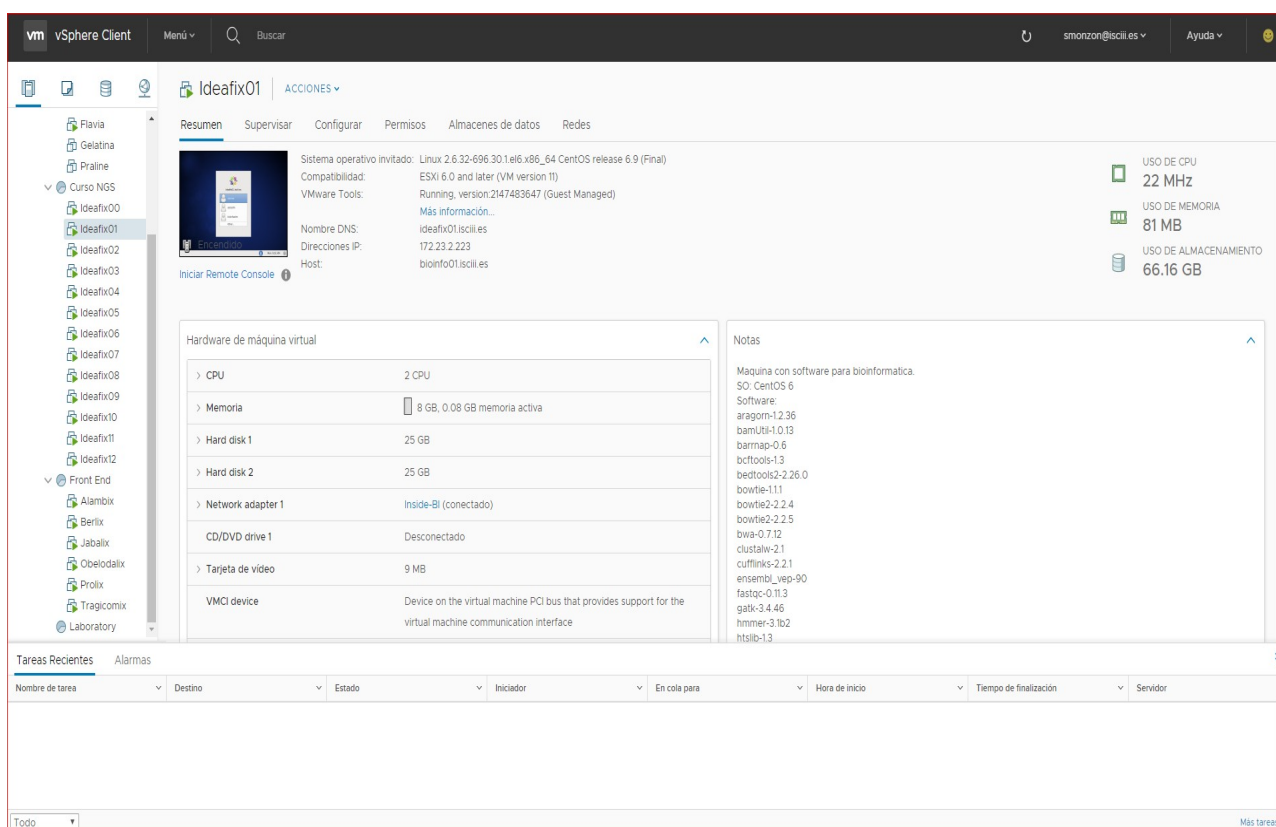 vm vSphere Client Menú Buscar smonzon@isciii.es Ayuda
Flavia
Gelatina
Praline
Curso NGS
Ideafix00
Ideafix01
Ideafix02
Ideafix03
Ideafix04
Ideafix05
Ideafix06
Ideafix07
Ideafix08
Ideafix09
Ideafix10
Ideafix11
Ideafix12
Front End
Alambix
Berlix
Jabalix
Obelodalix
Prolix
Tragicomix
Laboratory
Ideafix01 ACCIONES
Resumen Supervisar Configurar Permisos Almacenes de datos Redes
Encendido
Iniciar Remote Console
Sistema operativo invitado: Linux 2.6.32-696.30.1.el6.x86_64 CentOS release 6.9 (Final)
Compatibilidad: ESXi 6.0 and later (VM version 11)
VMware Tools: Running, version:2147483647 (Guest Managed)
Más información...
Nombre DNS: ideafix01.isciii.es
Direcciones IP: 172.23.2.223
Host: bioinfo01.isciii.es
USO DE CPU
22 MHz
USO DE MEMORIA
81 MB
USO DE ALMACENAMIENTO
66.16 GB
Hardware de máquina virtual
> CPU 2 CPU
> Memoria 8 GB, 0.08 GB memoria activa
> Hard disk 1 25 GB
> Hard disk 2 25 GB
> Network adapter 1 Inside-BI (conectado)
CD/DVD drive 1 Desconectado
> Tarjeta de vídeo 9 MB
VMCI device Device on the virtual machine PCI bus that provides support for the
virtual machine communication interface
Notas
Maquina con software para bioinformatica.
SO: CentOS 6
Software:
aragorn-1.2.36
bamUtil-1.0.13
barrnap-0.6
bcftools-1.3
bedtools2-2.26.0
bowtie-1.1.1
bowtie2-2.2.4
bowtie2-2.2.5
bwa-0.7.12
clustalw-2.1
cufflinks-2.2.1
ensembl_vep-90
fastqc-0.11.3
gatk-3.4.46
hmmer-3.1b2
htslib-1.3
Tareas Recientes Alarmas
Nombre de tarea Destino Estado Iniciador En cola para Hora de inicio Tiempo de finalización Servidor
Todo Más tareas